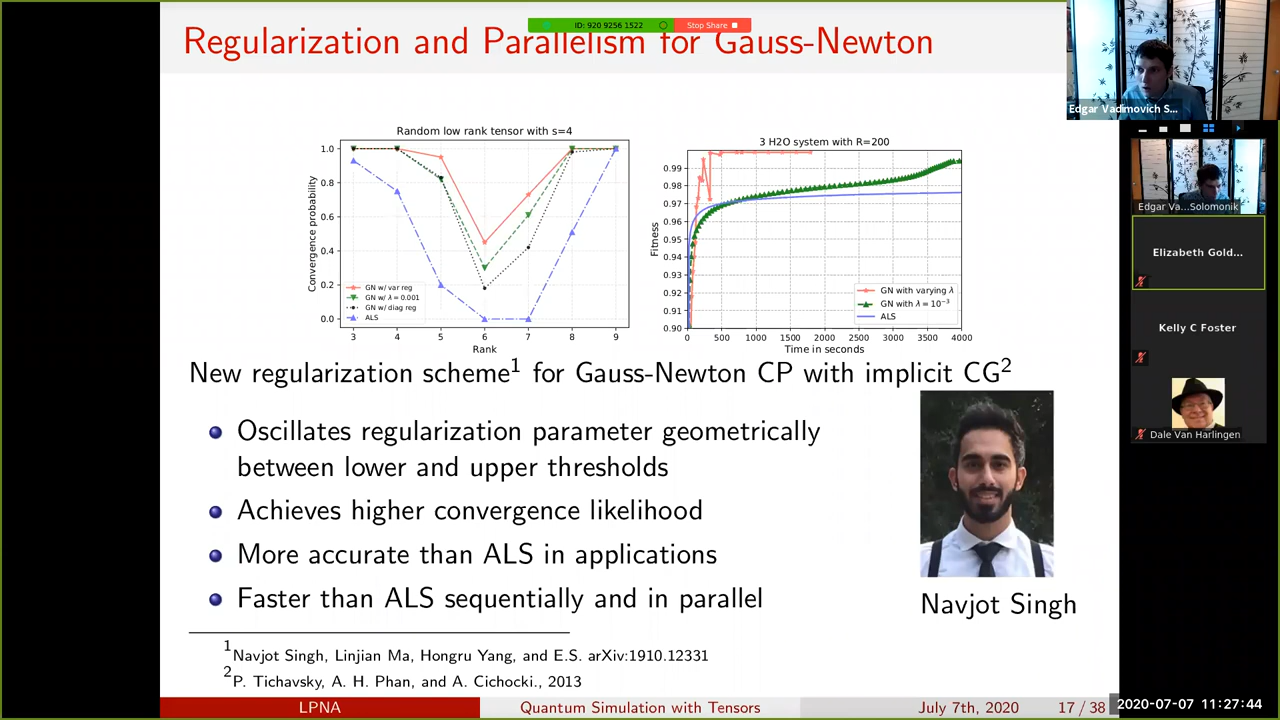 Regularization and Parallelism for Gauss-Newton
ID: 920 9256 1522
Stop Share
Random low rank tensor with s=4
Convergence probability
1.0
0.8
0.6
0.4
0.2
0.0
GN w/ var reg
GN w/ λ = 0.001
GN w/ diag reg
ALS
3 4 5 6 7 8 9
Rank
3 H2O system with R=200
Fitness
0.99
0.98
0.97
0.96
0.95
0.94
0.93
0.92
0.91
0.90
GN with varying λ
GN with λ = 10⁻³
ALS
0 500 1000 1500 2000 2500 3000 3500 4000
Time in seconds
New regularization scheme¹ for Gauss-Newton CP with implicit CG²
Oscillates regularization parameter geometrically
between lower and upper thresholds
Achieves higher convergence likelihood
More accurate than ALS in applications
Faster than ALS sequentially and in parallel
Navjot Singh
¹Navjot Singh, Linjian Ma, Hongru Yang, and E.S. arXiv:1910.12331
²P. Tichavsky, A. H. Phan, and A. Cichocki., 2013
LPNA
Quantum Simulation with Tensors
July 7th, 2020
17 / 38
Edgar Vadimovich S...
Edgar Va...Solomonik
Elizabeth Gold...
Kelly C Foster
Dale Van Harlingen
2020-07-07 11:27:44